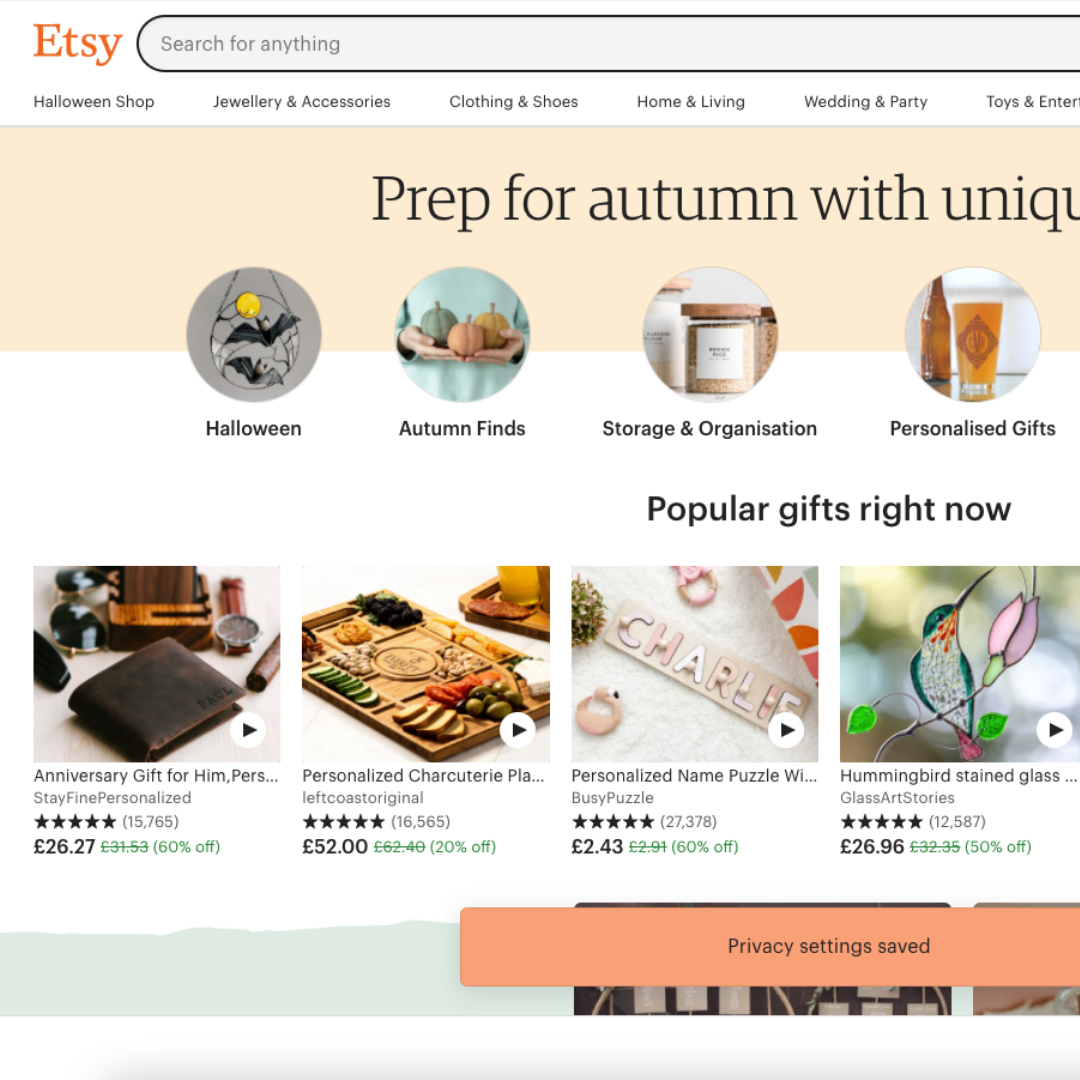 Etsy
Search for anything
Halloween Shop Jewellery & Accessories Clothing & Shoes Home & Living Wedding & Party Toys & Entert
Prep for autumn with uniqu
BROWN RICE
Halloween Autumn Finds Storage & Organisation Personalised Gifts
Popular gifts right now
PAUL
CHARLIE
Anniversary Gift for Him,Pers... Personalized Charcuterie Pla... Personalized Name Puzzle Wi... Hummingbird stained glass ...
StayFinePersonalized leftcoastoriginal BusyPuzzle GlassArtStories
★★★★★ (15,765) ★★★★★ (16,565) ★★★★★ (27,378) ★★★★★ (12,587)
£26.27 £31.53 (60% off) £52.00 £62.40 (20% off) £2.43 £2.91 (60% off) £26.96 £32.35 (50% off)
Privacy settings saved